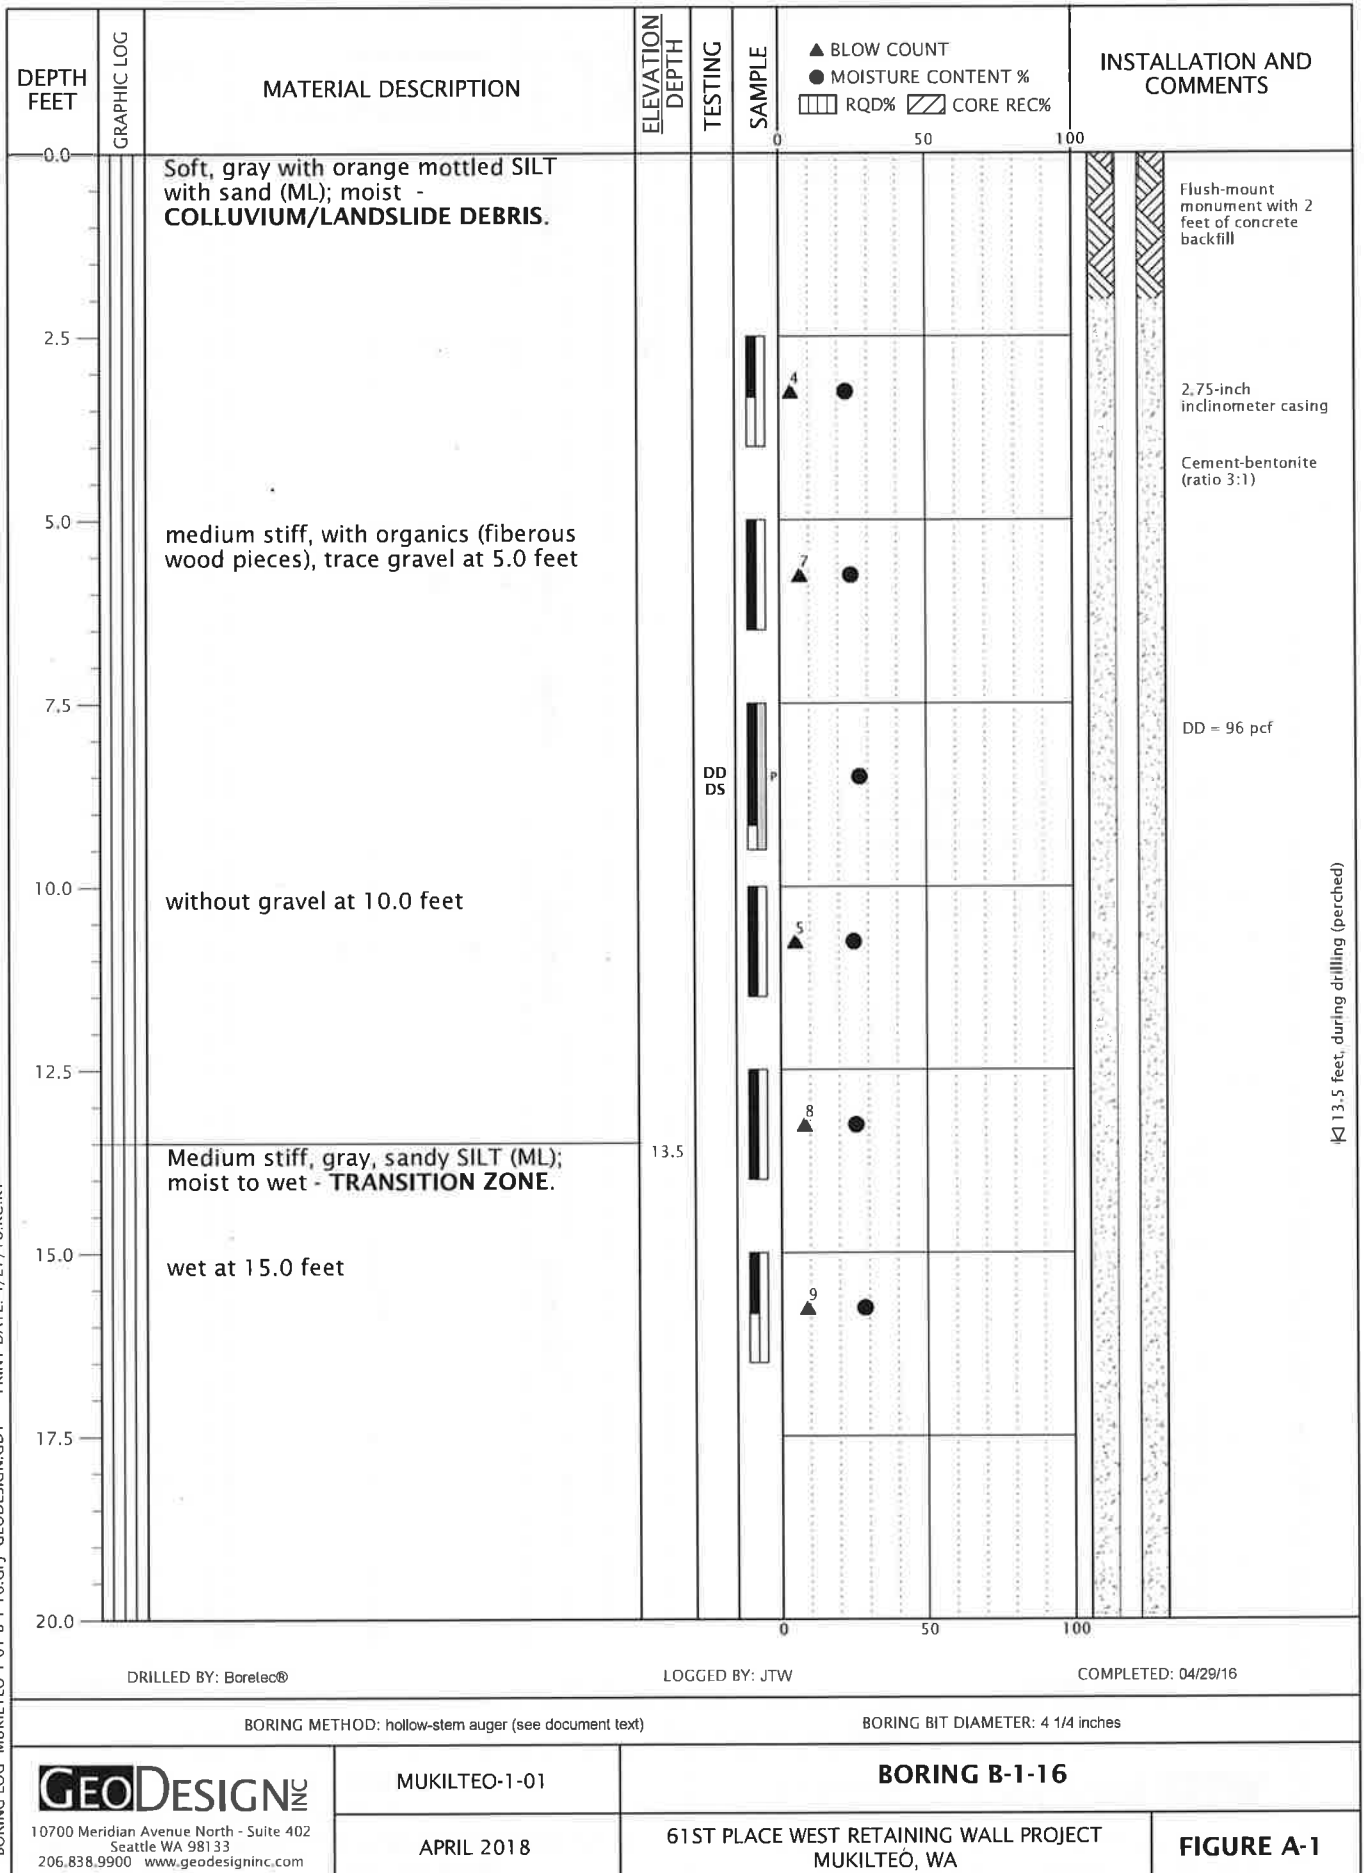 DEPTH
FEET
GRAPHIC LOG
MATERIAL DESCRIPTION
ELEVATION
DEPTH
TESTING
SAMPLE
▲ BLOW COUNT
● MOISTURE CONTENT %
RQD% CORE REC%
0 50 100
INSTALLATION AND
COMMENTS
0.0
Soft, gray with orange mottled SILT
with sand (ML); moist -
COLLUVIUM/LANDSLIDE DEBRIS.
Flush-mount
monument with 2
feet of concrete
backfill
2.5
4
2.75-inch
inclinometer casing
Cement-bentonite
(ratio 3:1)
5.0
medium stiff, with organics (fiberous
wood pieces), trace gravel at 5.0 feet
7
7.5
DD = 96 pcf
DD
DS
P
10.0
without gravel at 10.0 feet
5
13.5 feet, during drilling (perched)
12.5
8
13.5
Medium stiff, gray, sandy SILT (ML);
moist to wet - TRANSITION ZONE.
15.0
wet at 15.0 feet
9
17.5
20.0
0 50 100
DRILLED BY: Boretec®
LOGGED BY: JTW
COMPLETED: 04/29/16
BORING METHOD: hollow-stem auger (see document text)
BORING BIT DIAMETER: 4 1/4 inches
GEODESIGN INC
10700 Meridian Avenue North - Suite 402
Seattle WA 98133
206.838.9900 www.geodesigninc.com
MUKILTEO-1-01
APRIL 2018
BORING B-1-16
61ST PLACE WEST RETAINING WALL PROJECT
MUKILTEO, WA
FIGURE A-1